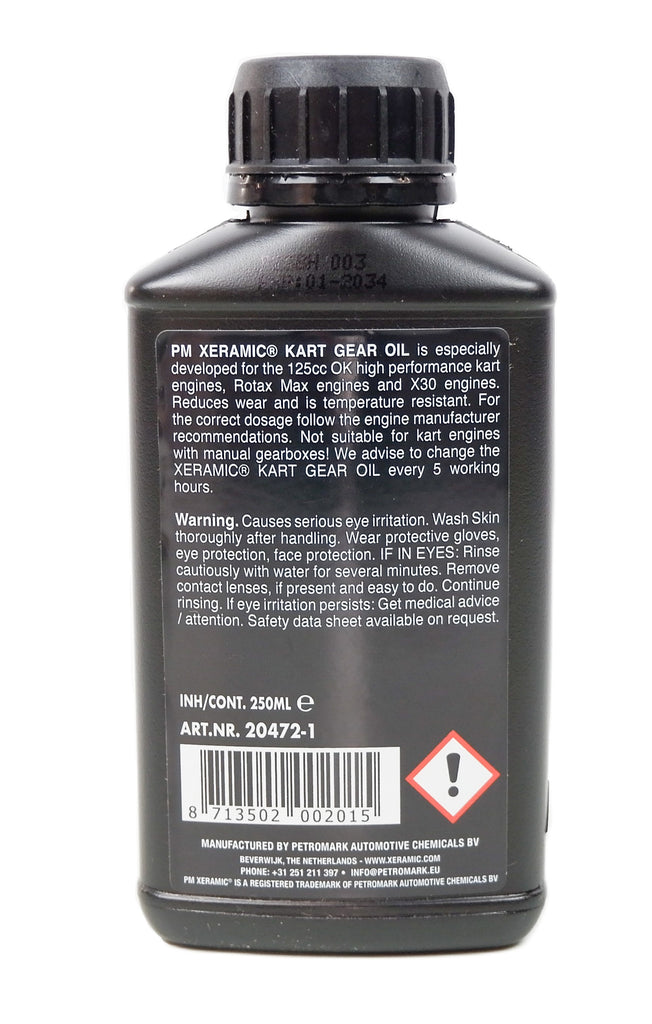 003
:01-2034
PM XERAMIC® KART GEAR OIL is especially
developed for the 125cc OK high performance kart
engines, Rotax Max engines and X30 engines.
Reduces wear and is temperature resistant. For
the correct dosage follow the engine manufacturer
recommendations. Not suitable for kart engines
with manual gearboxes! We advise to change the
XERAMIC® KART GEAR OIL every 5 working
hours.
Warning. Causes serious eye irritation. Wash Skin
thoroughly after handling. Wear protective gloves,
eye protection, face protection. IF IN EYES: Rinse
cautiously with water for several minutes. Remove
contact lenses, if present and easy to do. Continue
rinsing. If eye irritation persists: Get medical advice
/ attention. Safety data sheet available on request.
INH/CONT. 250ML ℮
ART.NR. 20472-1
8 713502 002015
MANUFACTURED BY PETROMARK AUTOMOTIVE CHEMICALS BV
BEVERWIJK, THE NETHERLANDS - WWW.XERAMIC.COM
PHONE: +31 251 211 397 • INFO@PETROMARK.EU
PM XERAMIC® IS A REGISTERED TRADEMARK OF PETROMARK AUTOMOTIVE CHEMICALS BV